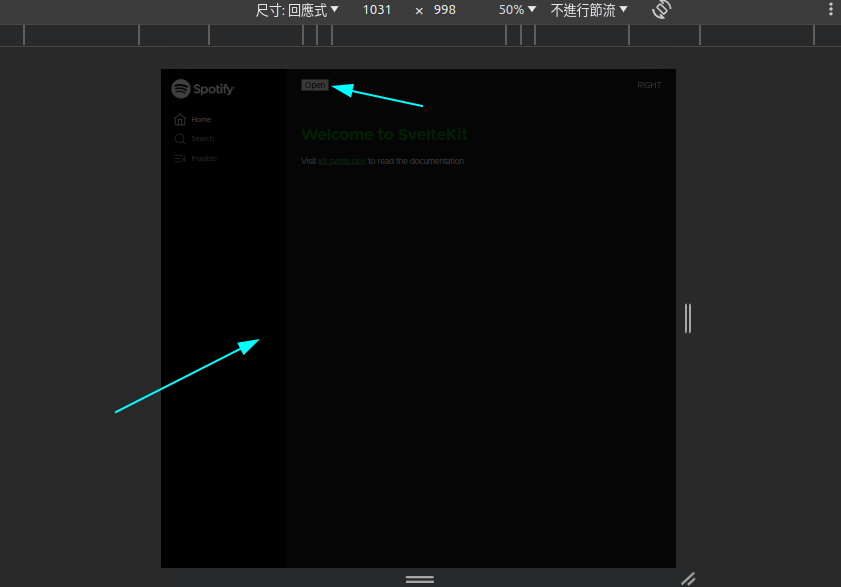 尺寸: 回應式 1031 × 998 50% 不進行節流
Spotify
Open
RIGHT
Home
Search
Playlists
Welcome to SvelteKit
Visit kit.svelte.dev to read the documentation